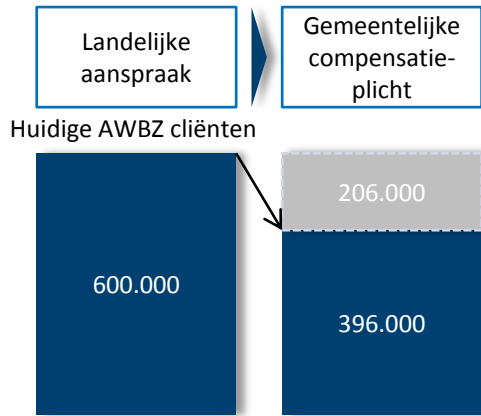 Landelijke
aanspraak
Gemeentelijke
compensatie-
plicht
Huidige AWBZ cliënten
600.000
206.000
396.000